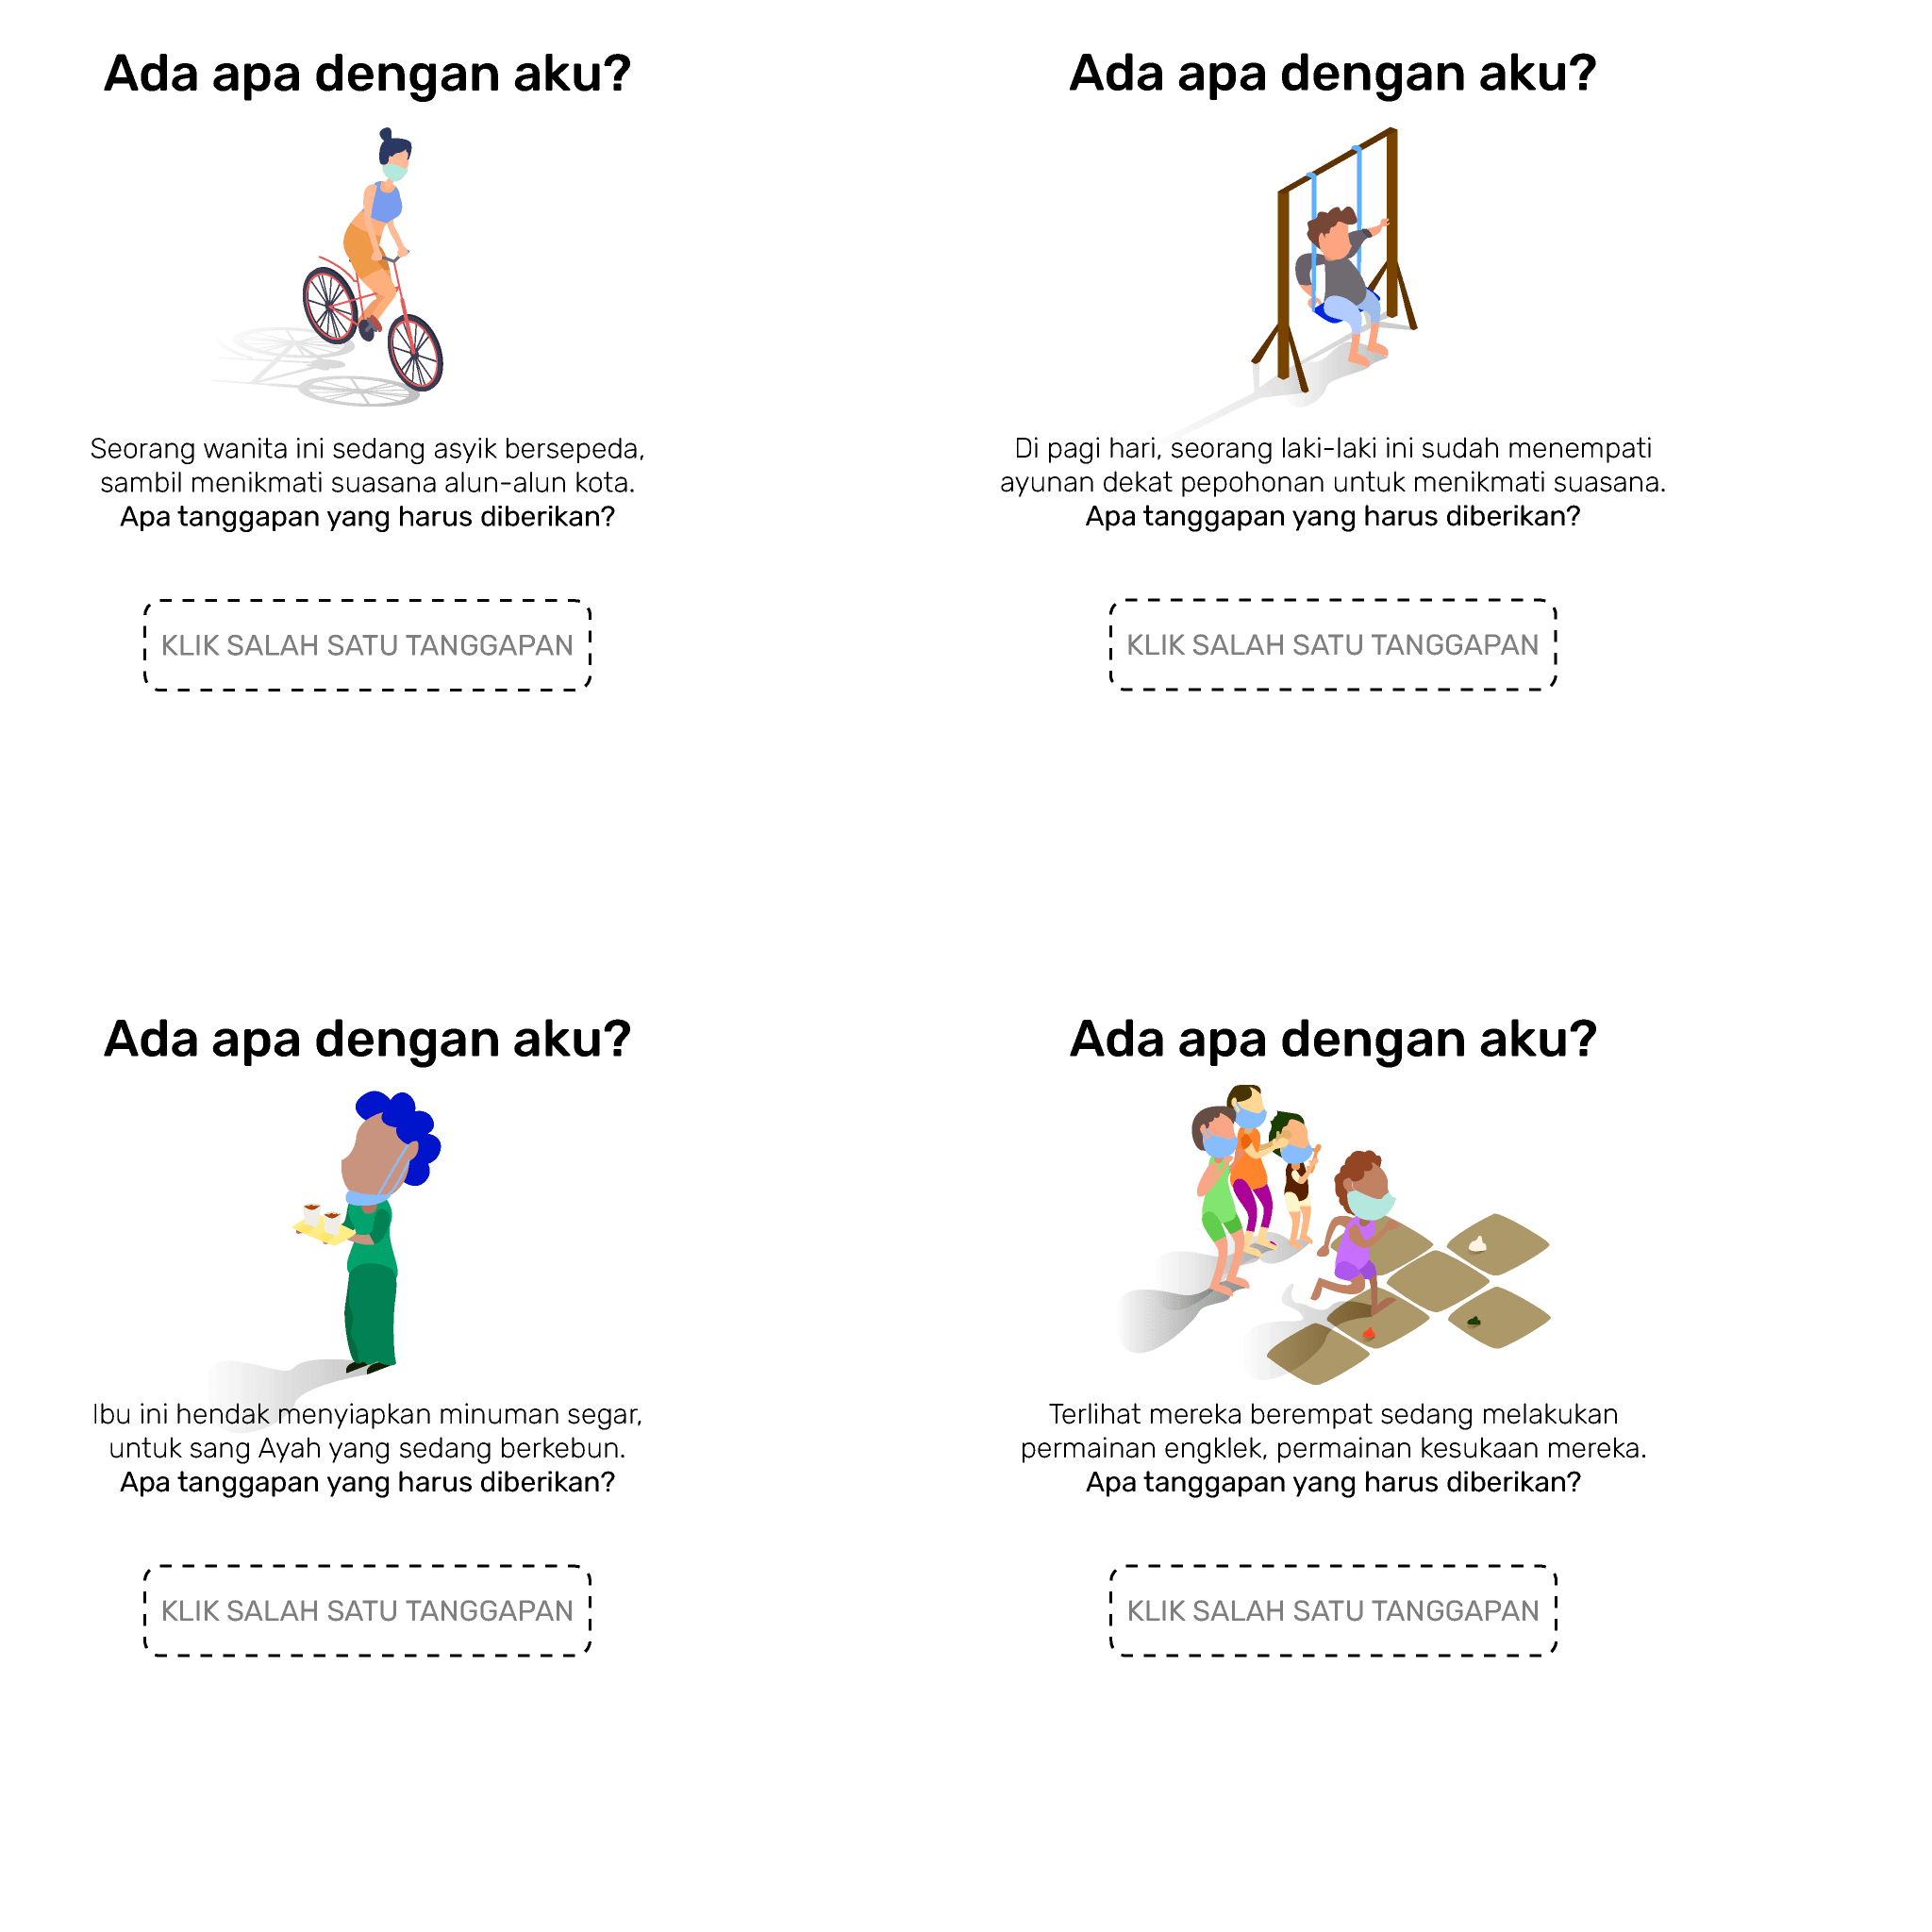 Ada apa dengan aku?
Seorang wanita ini sedang asyik bersepeda,
sambil menikmati suasana alun-alun kota.
Apa tanggapan yang harus diberikan?
KLIK SALAH SATU TANGGAPAN
Ada apa dengan aku?
Di pagi hari, seorang laki-laki ini sudah menempati
ayunan dekat pepohonan untuk menikmati suasana.
Apa tanggapan yang harus diberikan?
KLIK SALAH SATU TANGGAPAN
Ada apa dengan aku?
Ibu ini hendak menyiapkan minuman segar,
untuk sang Ayah yang sedang berkebun.
Apa tanggapan yang harus diberikan?
KLIK SALAH SATU TANGGAPAN
Ada apa dengan aku?
Terlihat mereka berempat sedang melakukan
permainan engklek, permainan kesukaan mereka.
Apa tanggapan yang harus diberikan?
KLIK SALAH SATU TANGGAPAN